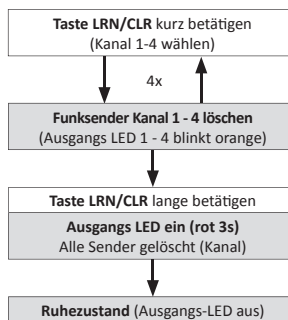 Taste LRN/CLR kurz betätigen
(Kanal 1-4 wählen)
4x
Funksender Kanal 1 - 4 löschen
(Ausgangs LED 1 - 4 blinkt orange)
Taste LRN/CLR lange betätigen
Ausgangs LED ein (rot 3s)
Alle Sender gelöscht (Kanal)
Ruhezustand (Ausgangs-LED aus)